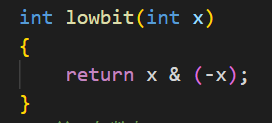 int lowbit(int x)
{
    return x & (-x);
}